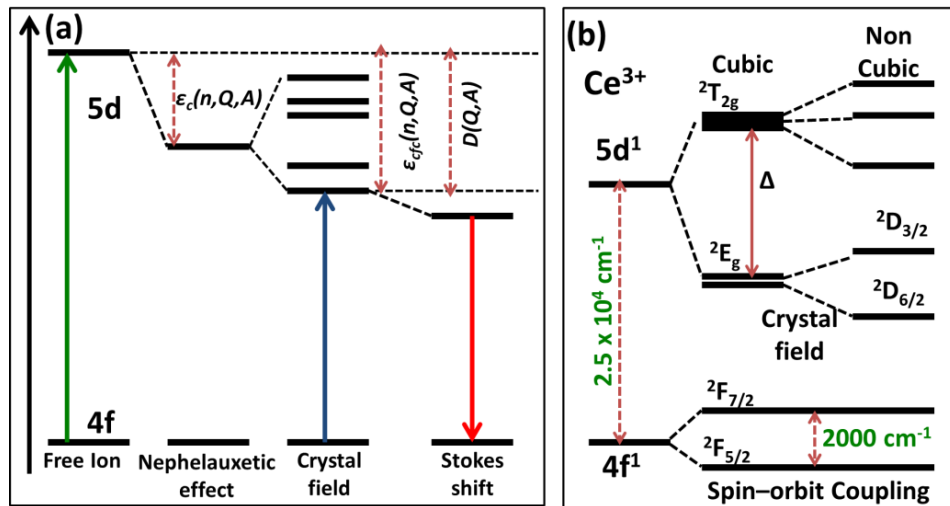 (a)
5d
εc(n,Q,A)
εcfc(n,Q,A)
D(Q,A)
4f
Free Ion
Nephelauxetic
effect
Crystal
field
Stokes
shift
(b)
Ce³⁺
Cubic
Non
Cubic
²T₂g
5d¹
Δ
²Eg
²D₃/₂
²D₆/₂
Crystal
field
2.5 x 10⁴ cm⁻¹
²F₇/₂
2000 cm⁻¹
²F₅/₂
4f¹
Spin–orbit Coupling